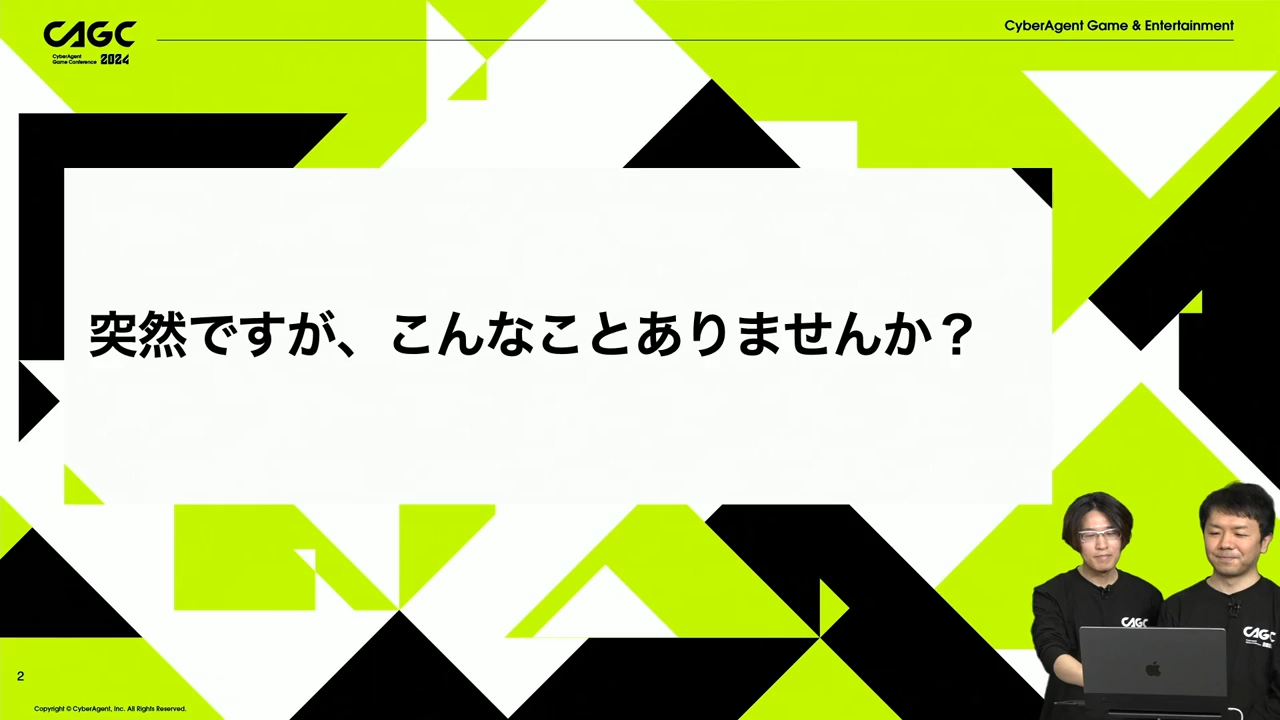 CAGC
CyberAgent
Game Conference 2024
CyberAgent Game & Entertainment
突然ですが、こんなことありませんか？
CAGC
CAGC
2
Copyright © CyberAgent, Inc. All Rights Reserved.